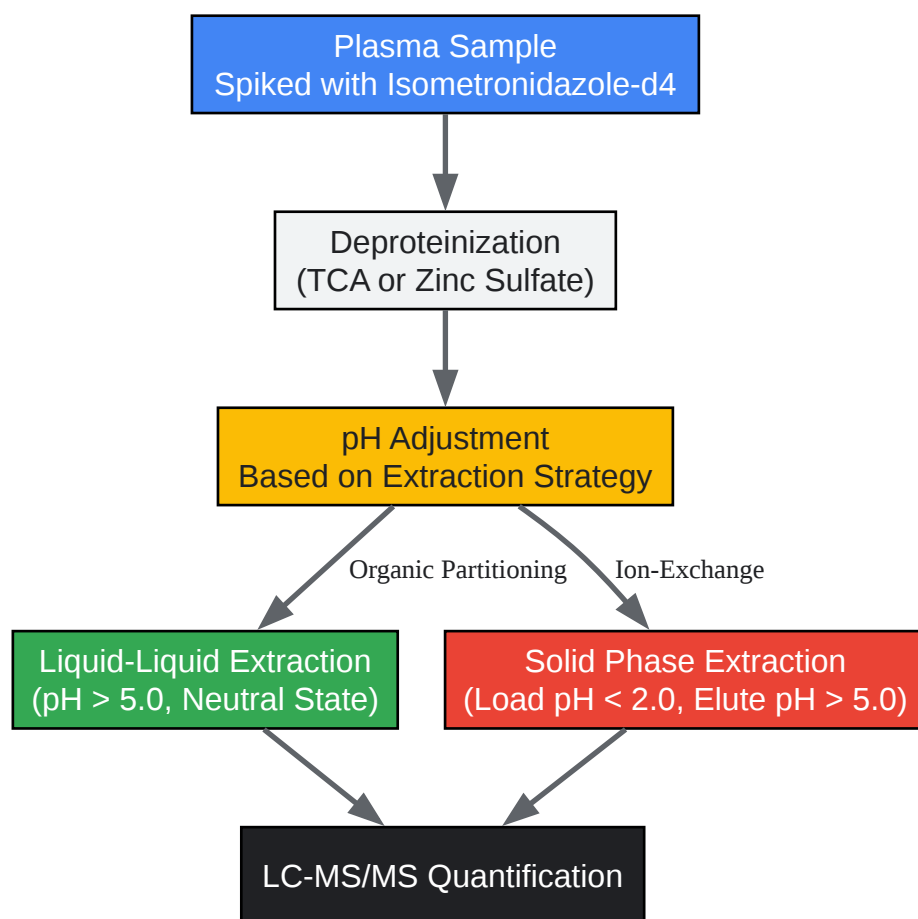 Plasma Sample
Spiked with Isometronidazole-d4
Deproteinization
(TCA or Zinc Sulfate)
pH Adjustment
Based on Extraction Strategy
Organic Partitioning
Ion-Exchange
Liquid-Liquid Extraction
(pH > 5.0, Neutral State)
Solid Phase Extraction
(Load pH < 2.0, Elute pH > 5.0)
LC-MS/MS Quantification